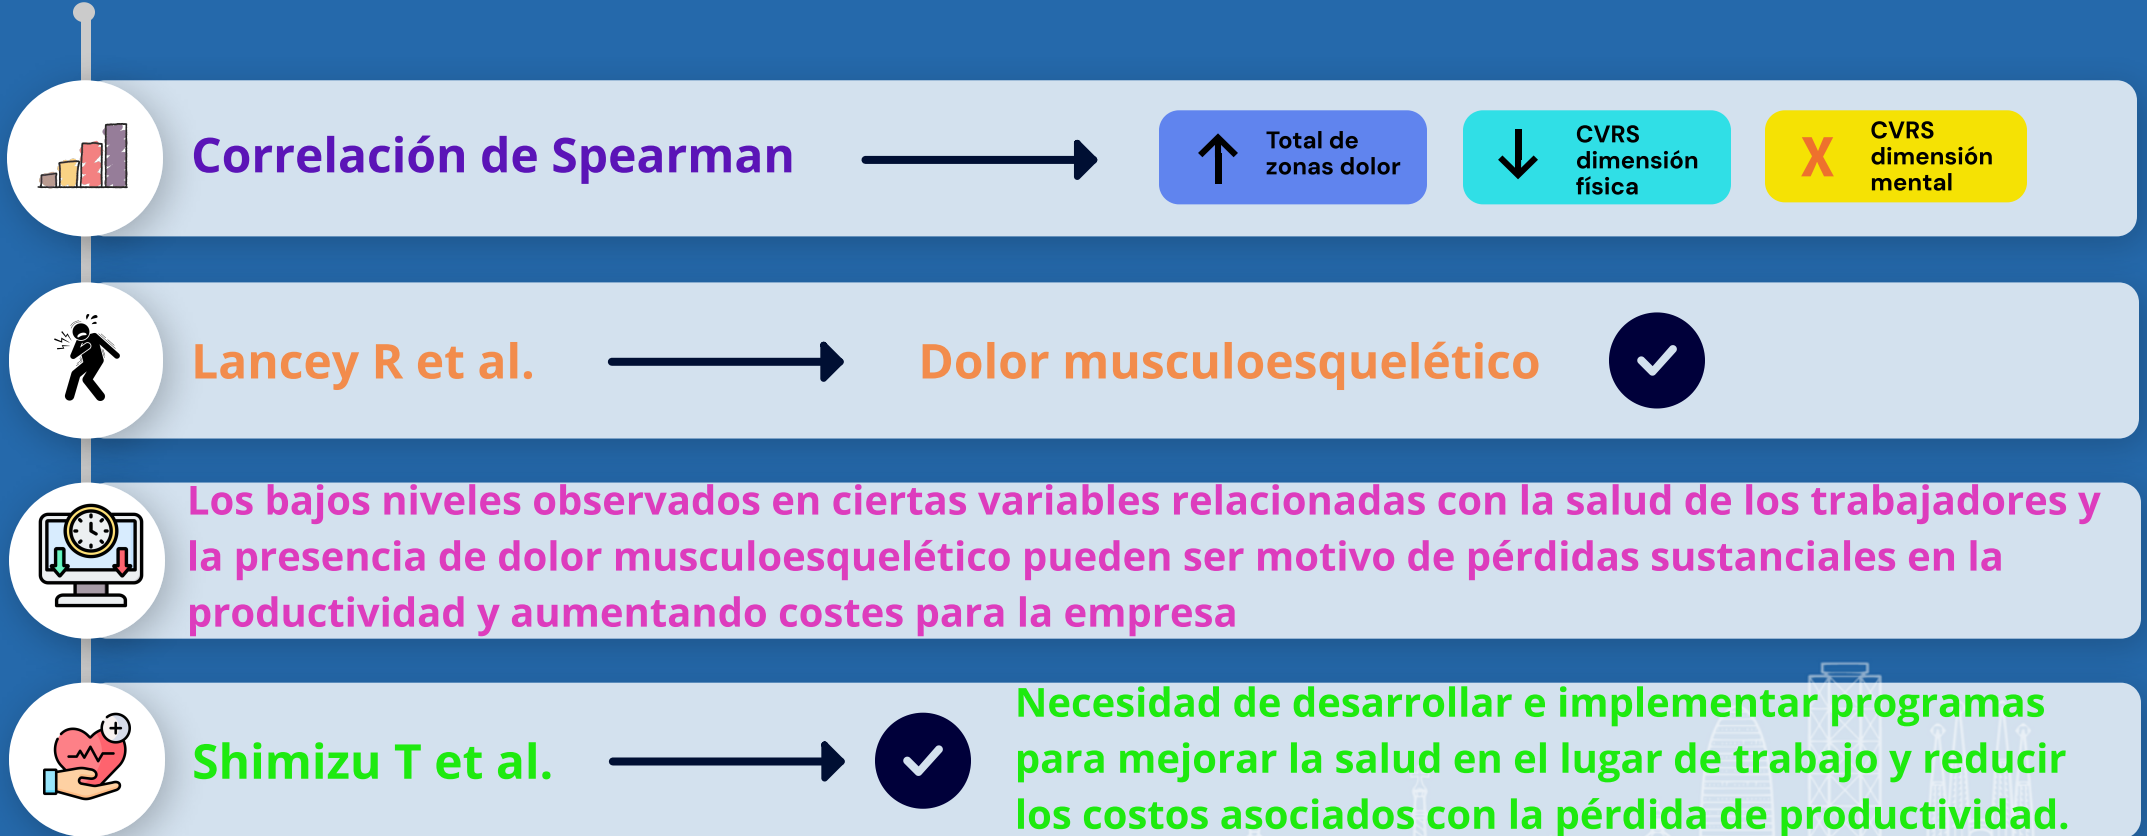 Correlación de Spearman
Total de
zonas dolor
CVRS
dimensión
física
X
CVRS
dimensión
mental
Lancey R et al.
Dolor musculoesquelético
Los bajos niveles observados en ciertas variables relacionadas con la salud de los trabajadores y
la presencia de dolor musculoesquelético pueden ser motivo de pérdidas sustanciales en la
productividad y aumentando costes para la empresa
Shimizu T et al.
Necesidad de desarrollar e implementar programas
para mejorar la salud en el lugar de trabajo y reducir
los costos asociados con la pérdida de productividad.